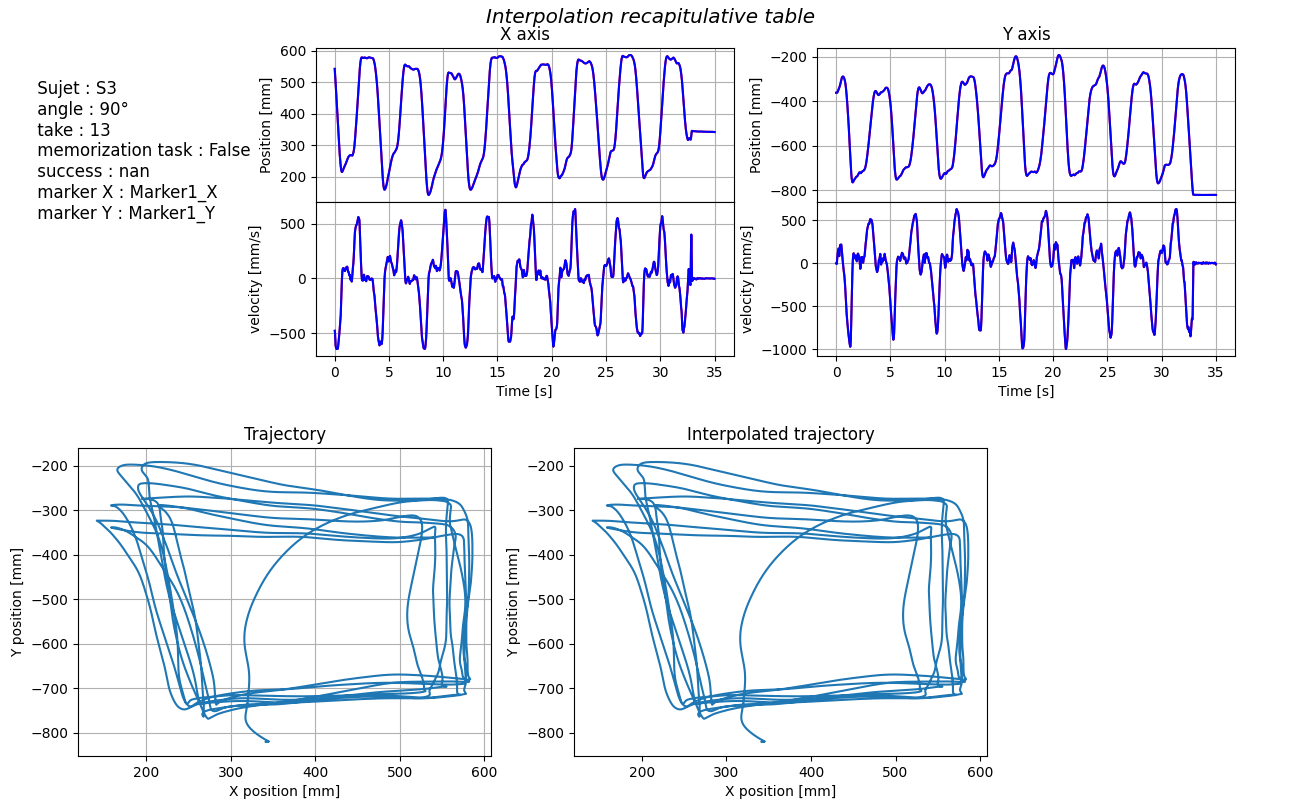 Interpolation recapitulative table
Sujet : S3
angle : 90°
take : 13
memorization task : False
success : nan
marker X : Marker1_X
marker Y : Marker1_Y
X axis
Position [mm]
600
500
400
300
200
velocity [mm/s]
500
0
−500
0 5 10 15 20 25 30 35
Time [s]
Y axis
Position [mm]
−200
−400
−600
−800
velocity [mm/s]
500
0
−500
−1000
0 5 10 15 20 25 30 35
Time [s]
Trajectory
Y position [mm]
−200
−300
−400
−500
−600
−700
−800
200 300 400 500 600
X position [mm]
Interpolated trajectory
Y position [mm]
−200
−300
−400
−500
−600
−700
−800
200 300 400 500 600
X position [mm]